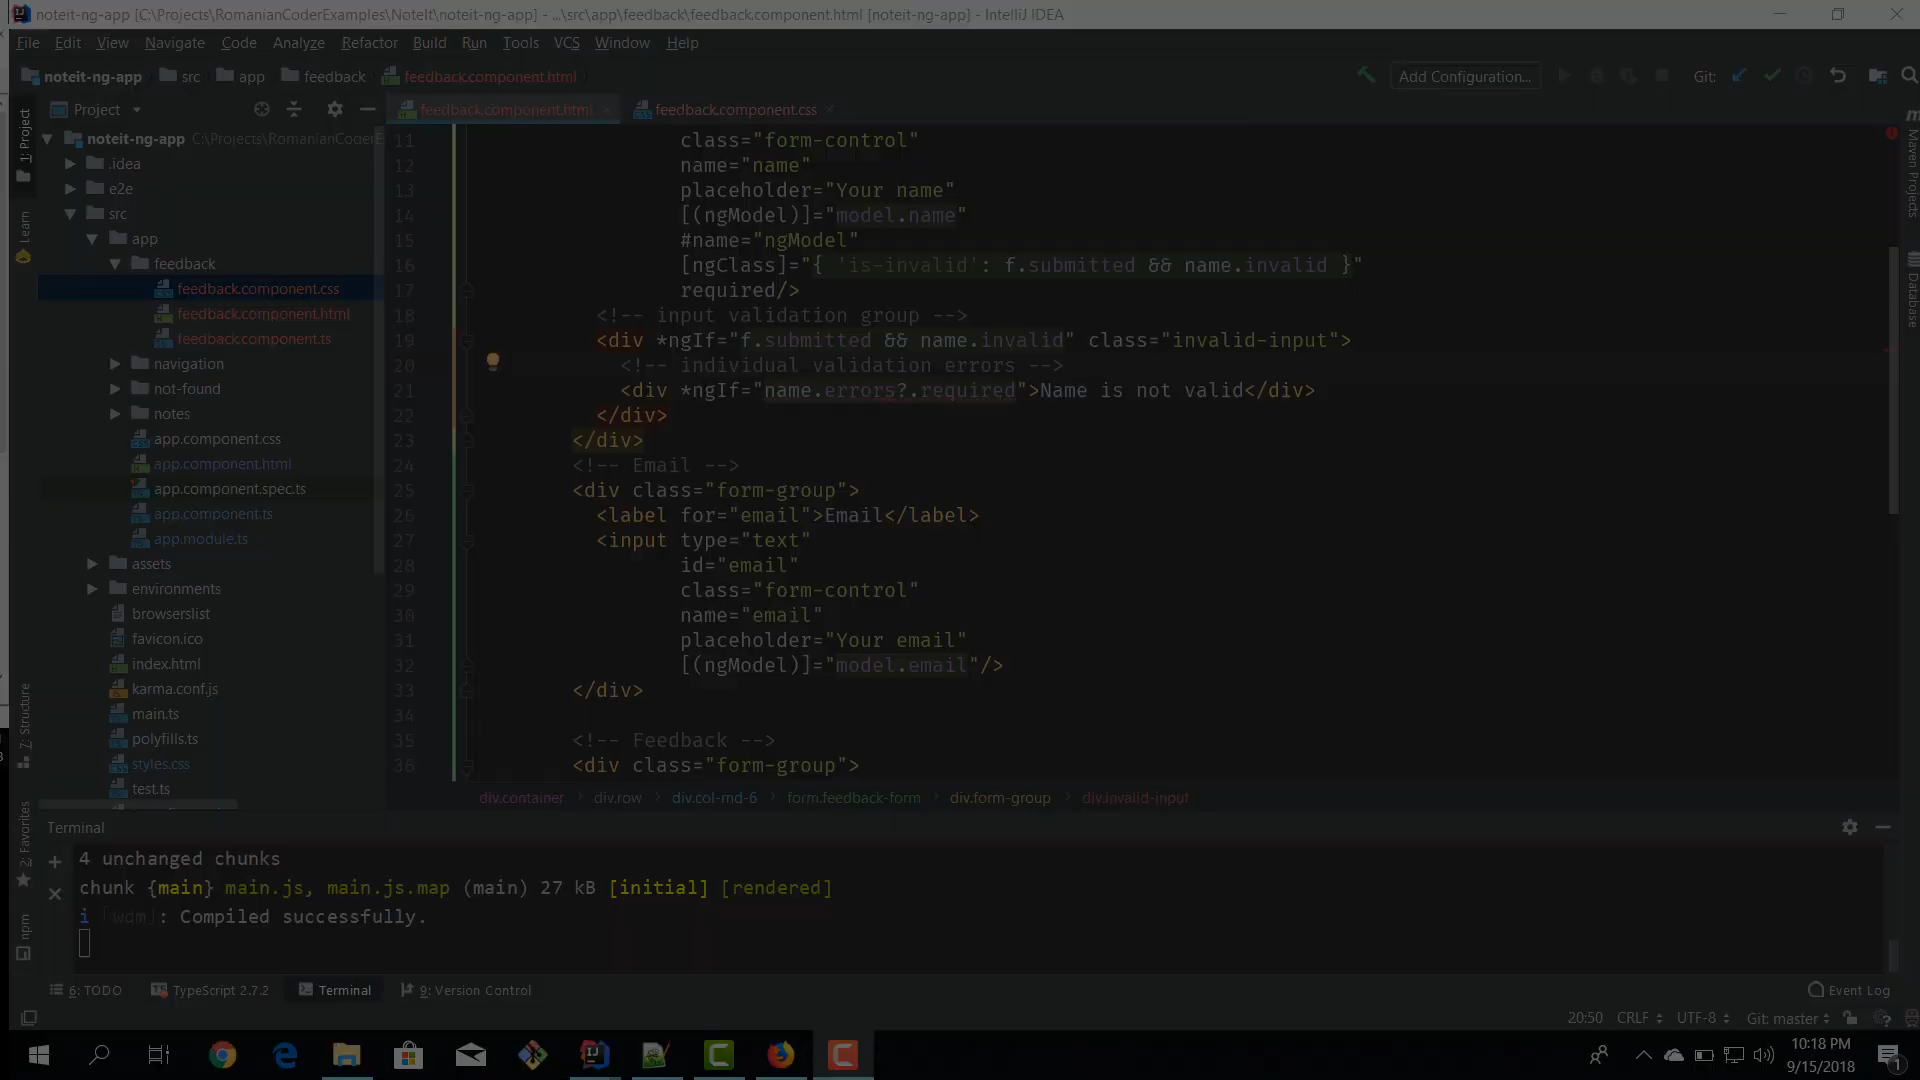 noteit-ng-app [C:\Projects\RomanianCoderExamples\NoteIt\noteit-ng-app] - ...\src\app\feedback\feedback.component.html [noteit-ng-app] - IntelliJ IDEA
File Edit View Navigate Code Analyze Refactor Build Run Tools VCS Window Help
noteit-ng-app src app feedback feedback.component.html Add Configuration... Git:
Project feedback.component.html feedback.component.css
noteit-ng-app C:\Projects\RomanianCoderE
.idea
e2e
src
app
feedback
feedback.component.css
feedback.component.html
feedback.component.ts
navigation
not-found
notes
app.component.css
app.component.html
app.component.spec.ts
app.component.ts
app.module.ts
assets
environments
browserslist
favicon.ico
index.html
karma.conf.js
main.ts
polyfills.ts
styles.css
test.ts
1: Project
Learn
7: Structure
2: Favorites
npm
11 class="form-control"
12 name="name"
13 placeholder="Your name"
14 [(ngModel)]="model.name"
15 #name="ngModel"
16 [ngClass]="{ 'is-invalid': f.submitted && name.invalid }"
17 required/>
18 <!-- input validation group -->
19 <div *ngIf="f.submitted && name.invalid" class="invalid-input">
20 <!-- individual validation errors -->
21 <div *ngIf="name.errors?.required">Name is not valid</div>
22 </div>
23 </div>
24 <!-- Email -->
25 <div class="form-group">
26 <label for="email">Email</label>
27 <input type="text"
28 id="email"
29 class="form-control"
30 name="email"
31 placeholder="Your email"
32 [(ngModel)]="model.email"/>
33 </div>
34
35 <!-- Feedback -->
36 <div class="form-group">
div.container div.row div.col-md-6 form.feedback-form div.form-group div.invalid-input
Maven Projects
Database
Terminal
4 unchanged chunks
chunk {main} main.js, main.js.map (main) 27 kB [initial] [rendered]
i ｢wdm｣: Compiled successfully.
6: TODO TypeScript 2.7.2 Terminal 9: Version Control Event Log
20:50 CRLF UTF-8 Git: master
10:18 PM
9/15/2018
1